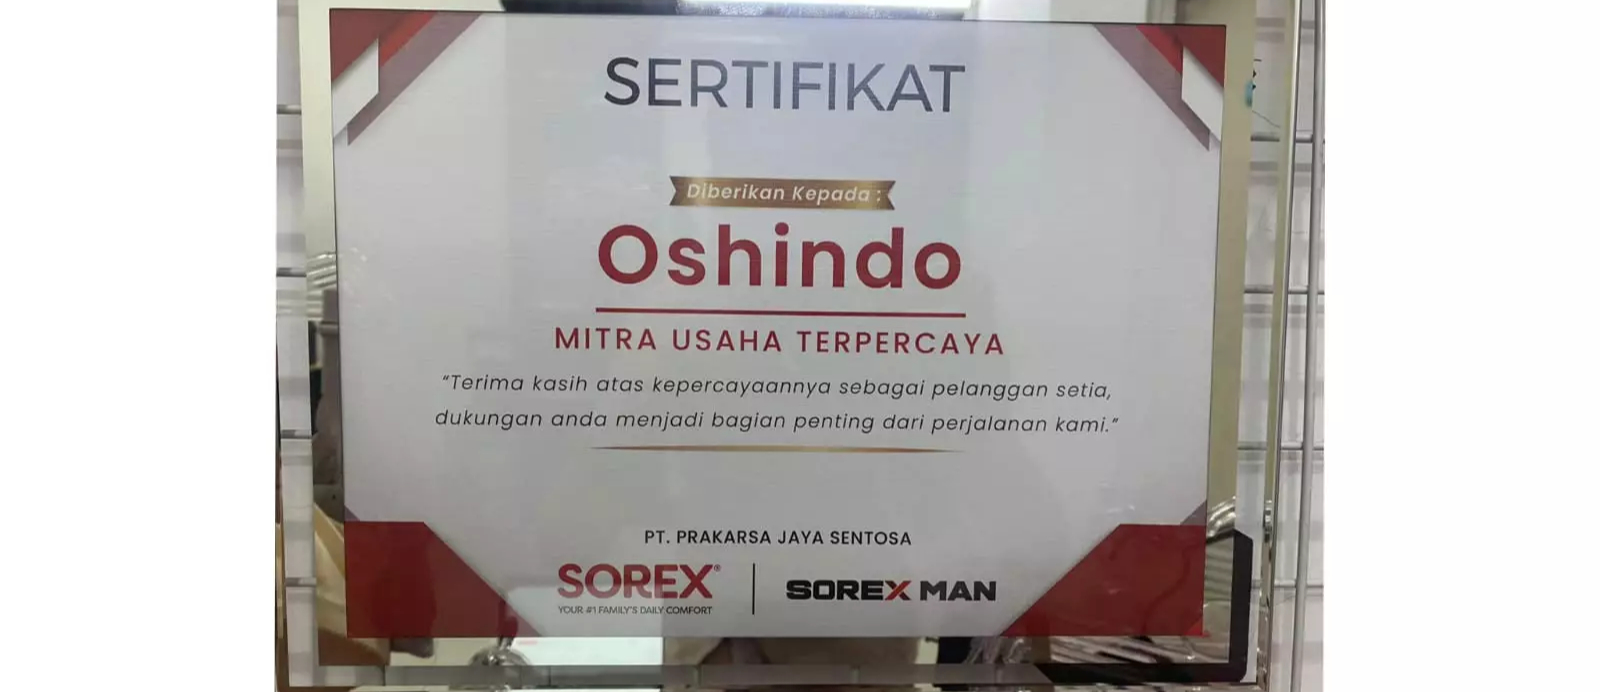 SERTIFIKAT
Diberikan Kepada :
Oshindo
MITRA USAHA TERPERCAYA
“Terima kasih atas kepercayaannya sebagai pelanggan setia,
dukungan anda menjadi bagian penting dari perjalanan kami.”
PT. PRAKARSA JAYA SENTOSA
SOREX®
YOUR #1 FAMILY'S DAILY COMFORT
SOREX MAN